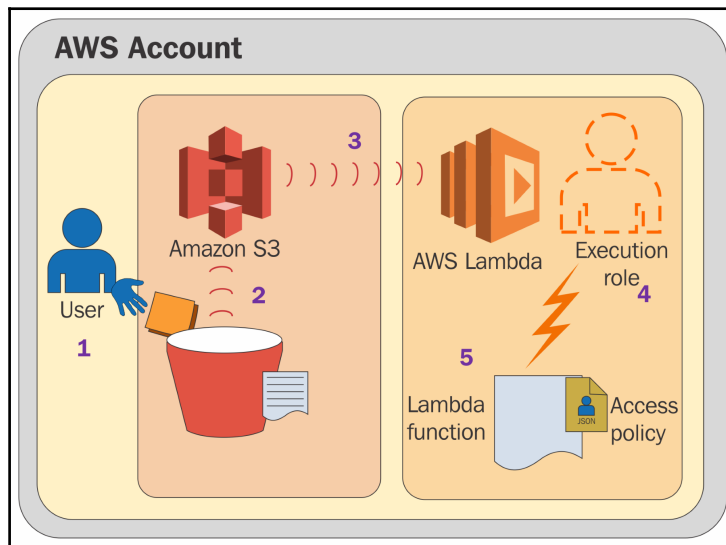 AWS Account
3
Amazon S3
AWS Lambda
Execution
role
4
User
1
2
5
Lambda
function
JSON
Access
policy